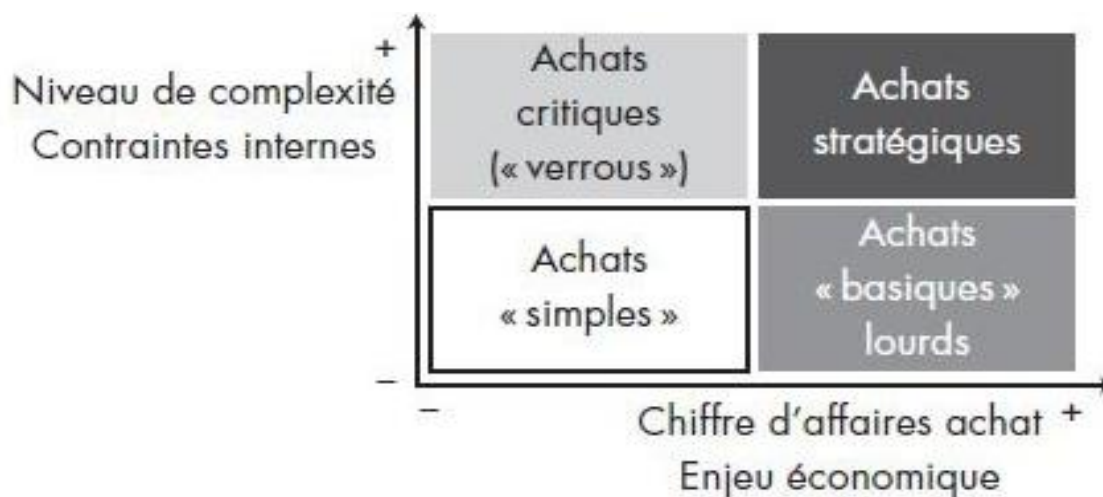 +
Niveau de complexité
Contraintes internes
Achats
critiques
(« verrous »)
Achats
stratégiques
Achats
« simples »
Achats
« basiques »
lourds
–
–
Chiffre d’affaires achat
+
Enjeu économique